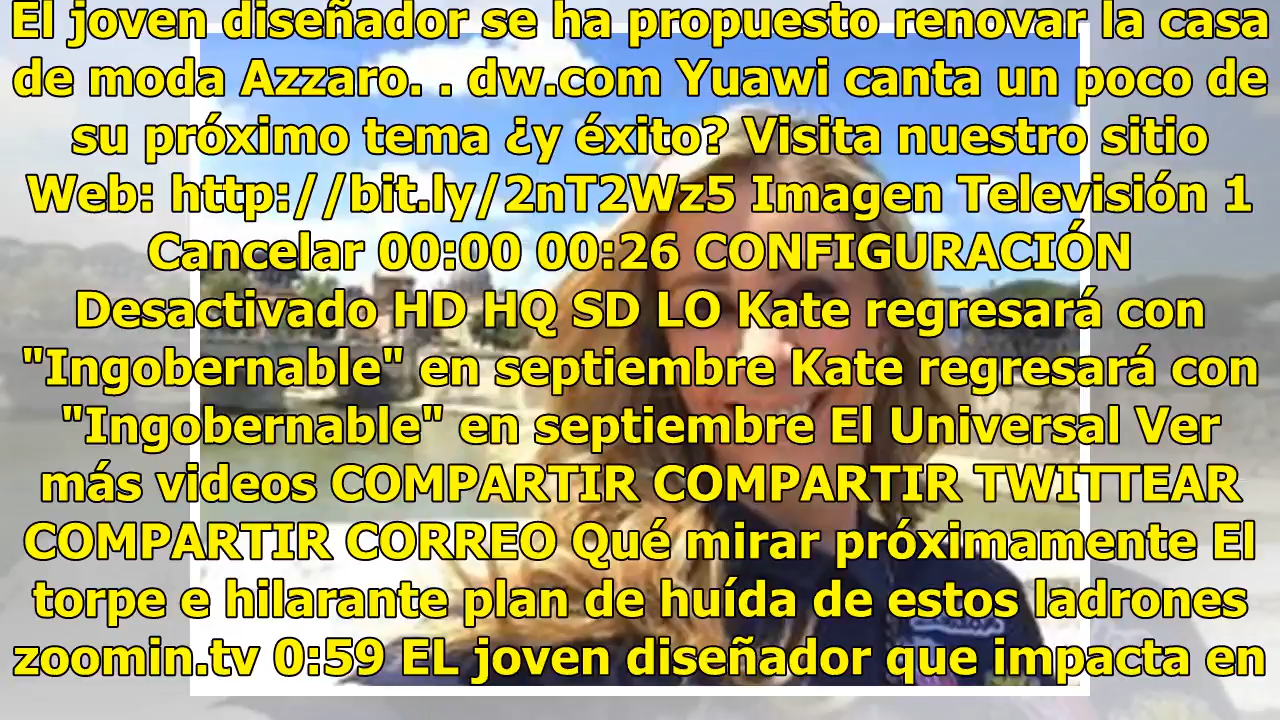 El joven diseñador se ha propuesto renovar la casa
de moda Azzaro. . dw.com Yuawi canta un poco de
su próximo tema ¿y éxito? Visita nuestro sitio
Web: http://bit.ly/2nT2Wz5 Imagen Televisión 1
Cancelar 00:00 00:26 CONFIGURACIÓN
Desactivado HD HQ SD LO Kate regresará con
"Ingobernable" en septiembre Kate regresará con
"Ingobernable" en septiembre El Universal Ver
más videos COMPARTIR COMPARTIR TWITTEAR
COMPARTIR CORREO Qué mirar próximamente El
torpe e hilarante plan de huída de estos ladrones
zoomin.tv 0:59 EL joven diseñador que impacta en